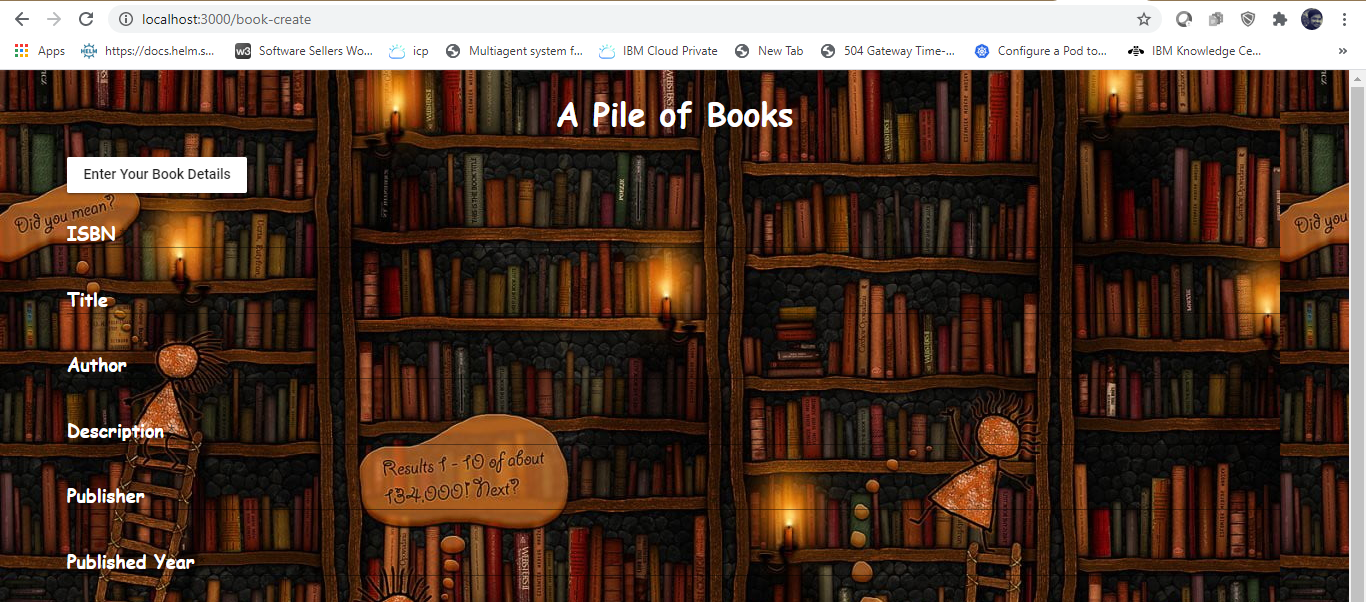 localhost:3000/book-create
Apps https://docs.helm.s... Software Sellers Wo... icp Multiagent system f... IBM Cloud Private New Tab 504 Gateway Time-... Configure a Pod to... IBM Knowledge Ce... »
A Pile of Books
Enter Your Book Details
Did you mean?
Did you
ISBN
Title
Author
Description
Results 1 - 10 of about
134,000! Next?
Publisher
Published Year